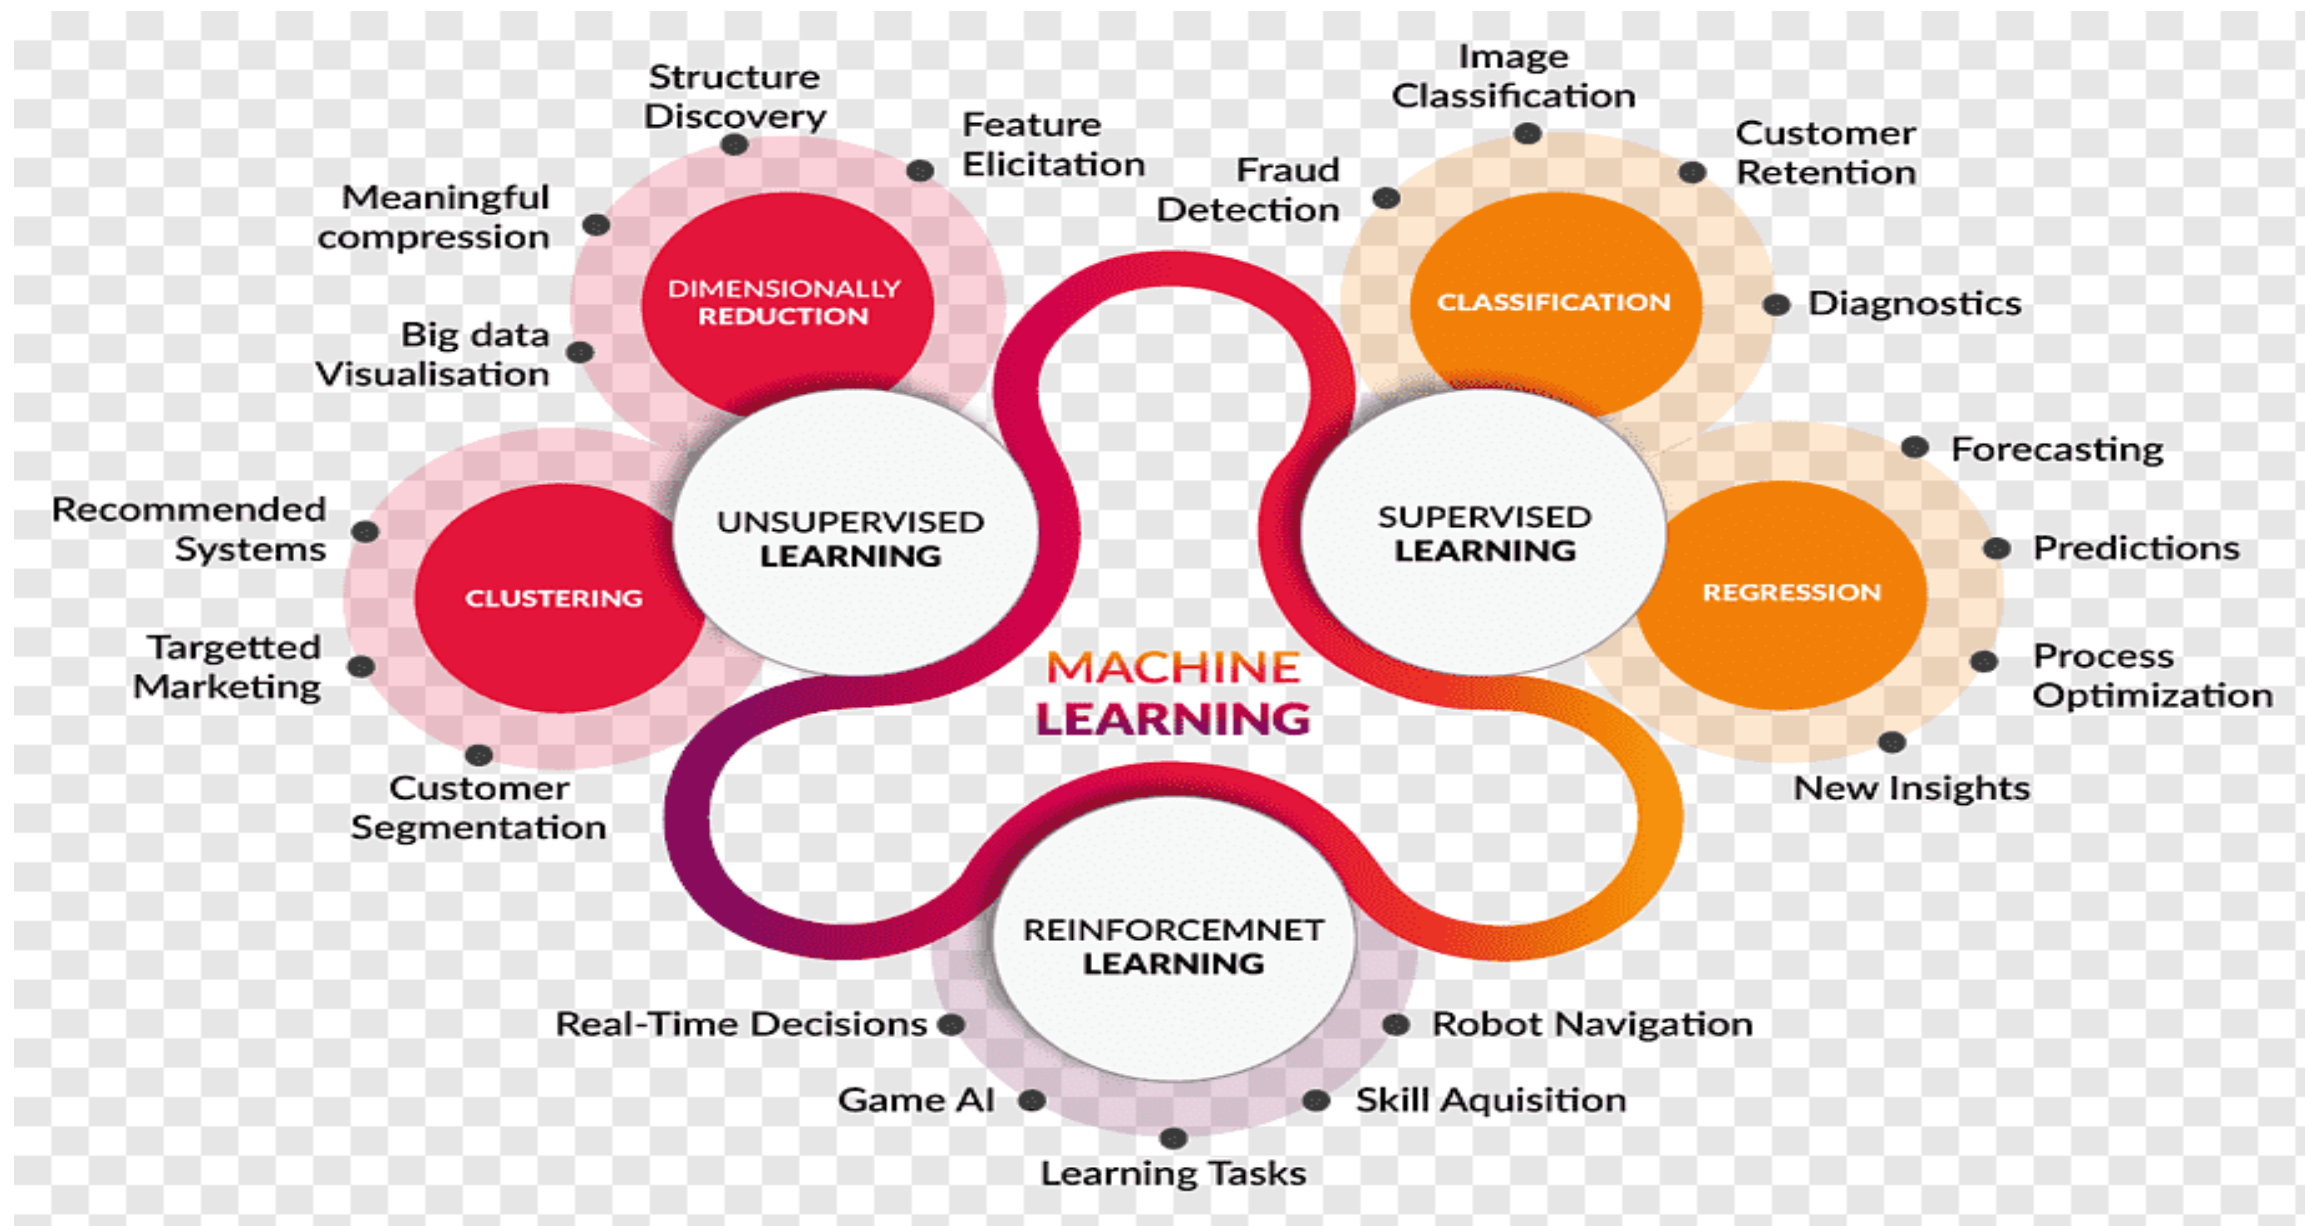 Structure
Discovery
Feature
Elicitation
Meaningful
compression
Big data
Visualisation
DIMENSIONALLY
REDUCTION
Recommended
Systems
Targetted
Marketing
Customer
Segmentation
CLUSTERING
UNSUPERVISED
LEARNING
Image
Classification
Fraud
Detection
Customer
Retention
Diagnostics
CLASSIFICATION
SUPERVISED
LEARNING
REGRESSION
Forecasting
Predictions
Process
Optimization
New Insights
MACHINE
LEARNING
REINFORCEMNET
LEARNING
Real-Time Decisions
Game AI
Learning Tasks
Skill Aquisition
Robot Navigation